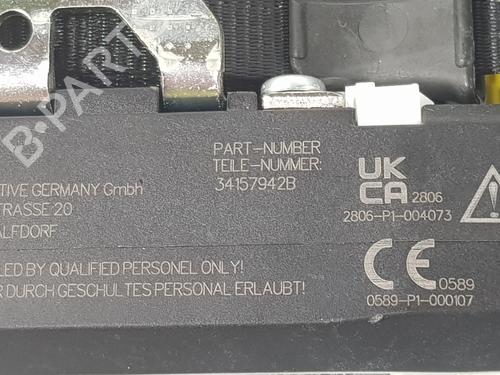 B-PARTS
PART-NUMBER
TEILE-NUMMER:
34157942B
TIVE GERMANY GmbH
TRASSE 20
ALFDORF
UK
CA 2806
2806-P1-004073
LED BY QUALIFIED PERSONEL ONLY!
R DURCH GESCHULTES PERSONAL ERLAUBT!
CE 0589
0589-P1-000107